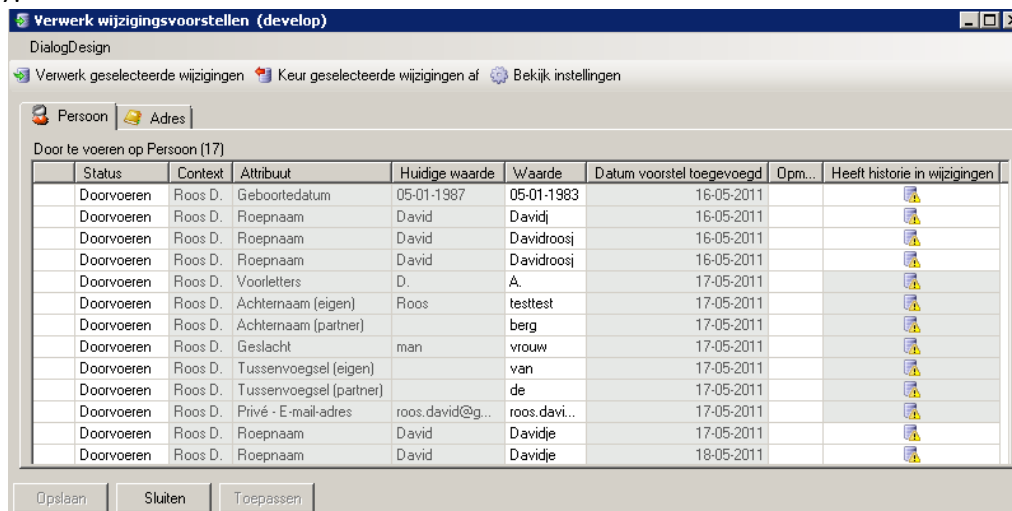 Verwerk wijzigingsvoorstellen (develop)
DialogDesign
Verwerk geselecteerde wijzigingen Keur geselecteerde wijzigingen af Bekijk instellingen
Persoon Adres
Door te voeren op Persoon (17)
Status Context Attribuut Huidige waarde Waarde Datum voorstel toegevoegd Opm... Heeft historie in wijzigingen
Doorvoeren Roos D. Geboortedatum 05-01-1987 05-01-1983 16-05-2011
Doorvoeren Roos D. Roepnaam David Davidj 16-05-2011
Doorvoeren Roos D. Roepnaam David Davidroosj 16-05-2011
Doorvoeren Roos D. Roepnaam David Davidroosj 16-05-2011
Doorvoeren Roos D. Voorletters D. A. 17-05-2011
Doorvoeren Roos D. Achternaam (eigen) Roos testtest 17-05-2011
Doorvoeren Roos D. Achternaam (partner) berg 17-05-2011
Doorvoeren Roos D. Geslacht man vrouw 17-05-2011
Doorvoeren Roos D. Tussenvoegsel (eigen) van 17-05-2011
Doorvoeren Roos D. Tussenvoegsel (partner) de 17-05-2011
Doorvoeren Roos D. Privé - E-mail-adres roos.david@g... roos.davi... 17-05-2011
Doorvoeren Roos D. Roepnaam David Davidje 17-05-2011
Doorvoeren Roos D. Roepnaam David Davidje 18-05-2011
Opslaan Sluiten Toepassen